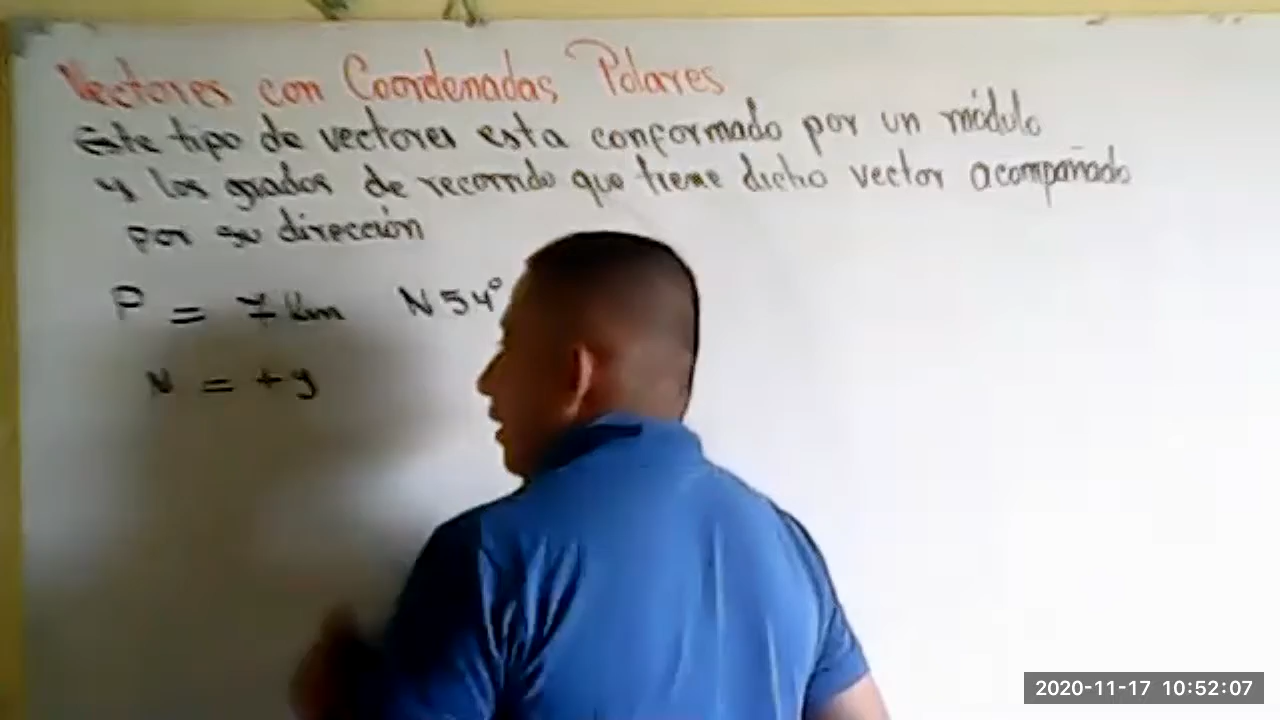 Vectores con Coordenadas Polares
Este tipo de vectores esta conformado por un módulo
y los grados de recorrido que tiene dicho vector acompañado
por su dirección
P = 7 km N 54°
N = +y
2020-11-17 10:52:07